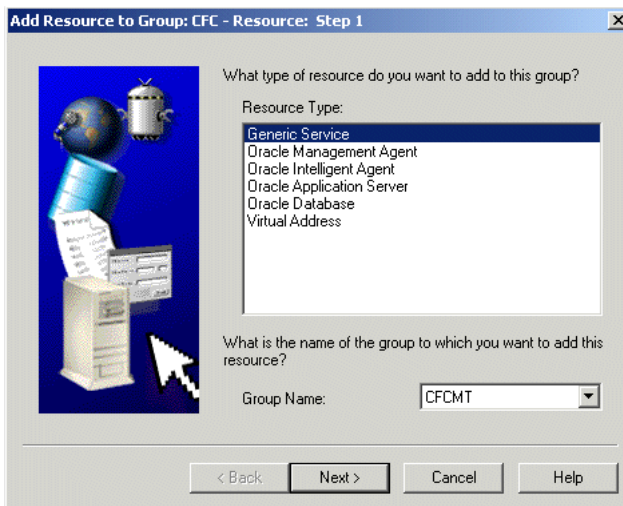 Add Resource to Group: CFC - Resource: Step 1
What type of resource do you want to add to this group?
Resource Type:
Generic Service
Oracle Management Agent
Oracle Intelligent Agent
Oracle Application Server
Oracle Database
Virtual Address
What is the name of the group to which you want to add this
resource?
Group Name:
CFCMT
< Back
Next >
Cancel
Help